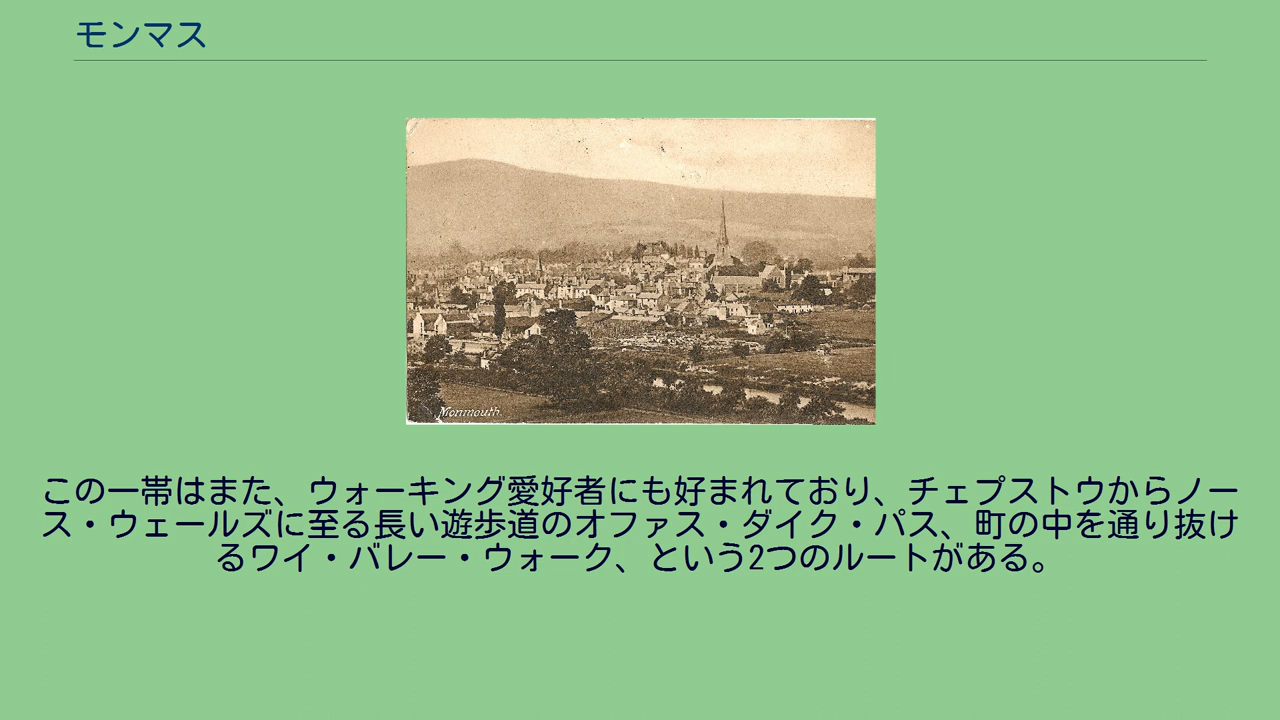 モンマス
Monmouth.
この一帯はまた、ウォーキング愛好者にも好まれており、チェプストウからノー
ス・ウェールズに至る長い遊歩道のオファス・ダイク・パス、町の中を通り抜け
るワイ・バレー・ウォーク、という2つのルートがある。